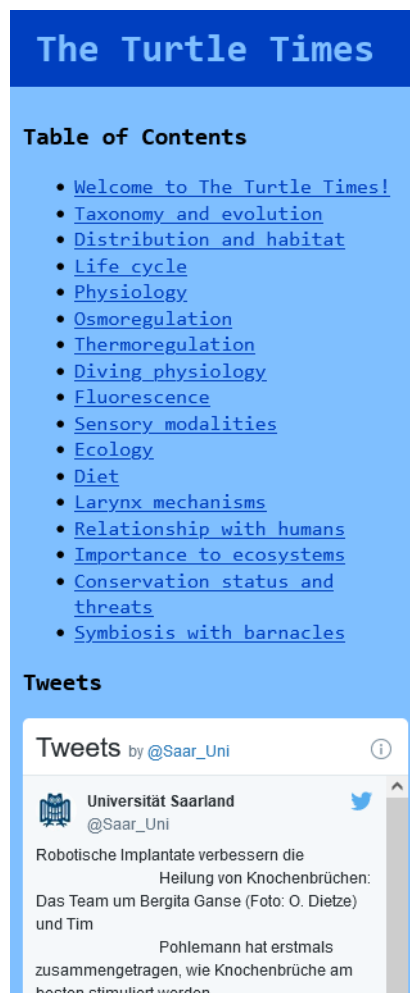 The Turtle Times
Table of Contents
Welcome to The Turtle Times!
Taxonomy and evolution
Distribution and habitat
Life cycle
Physiology
Osmoregulation
Thermoregulation
Diving physiology
Fluorescence
Sensory modalities
Ecology
Diet
Larynx mechanisms
Relationship with humans
Importance to ecosystems
Conservation status and
threats
Symbiosis with barnacles
Tweets
Tweets by @Saar_Uni
Universität Saarland
@Saar_Uni
Robotische Implantate verbessern die
Heilung von Knochenbrüchen:
Das Team um Bergita Ganse (Foto: O. Dietze)
und Tim
Pohlemann hat erstmals
zusammengetragen, wie Knochenbrüche am
besten stimuliert werden